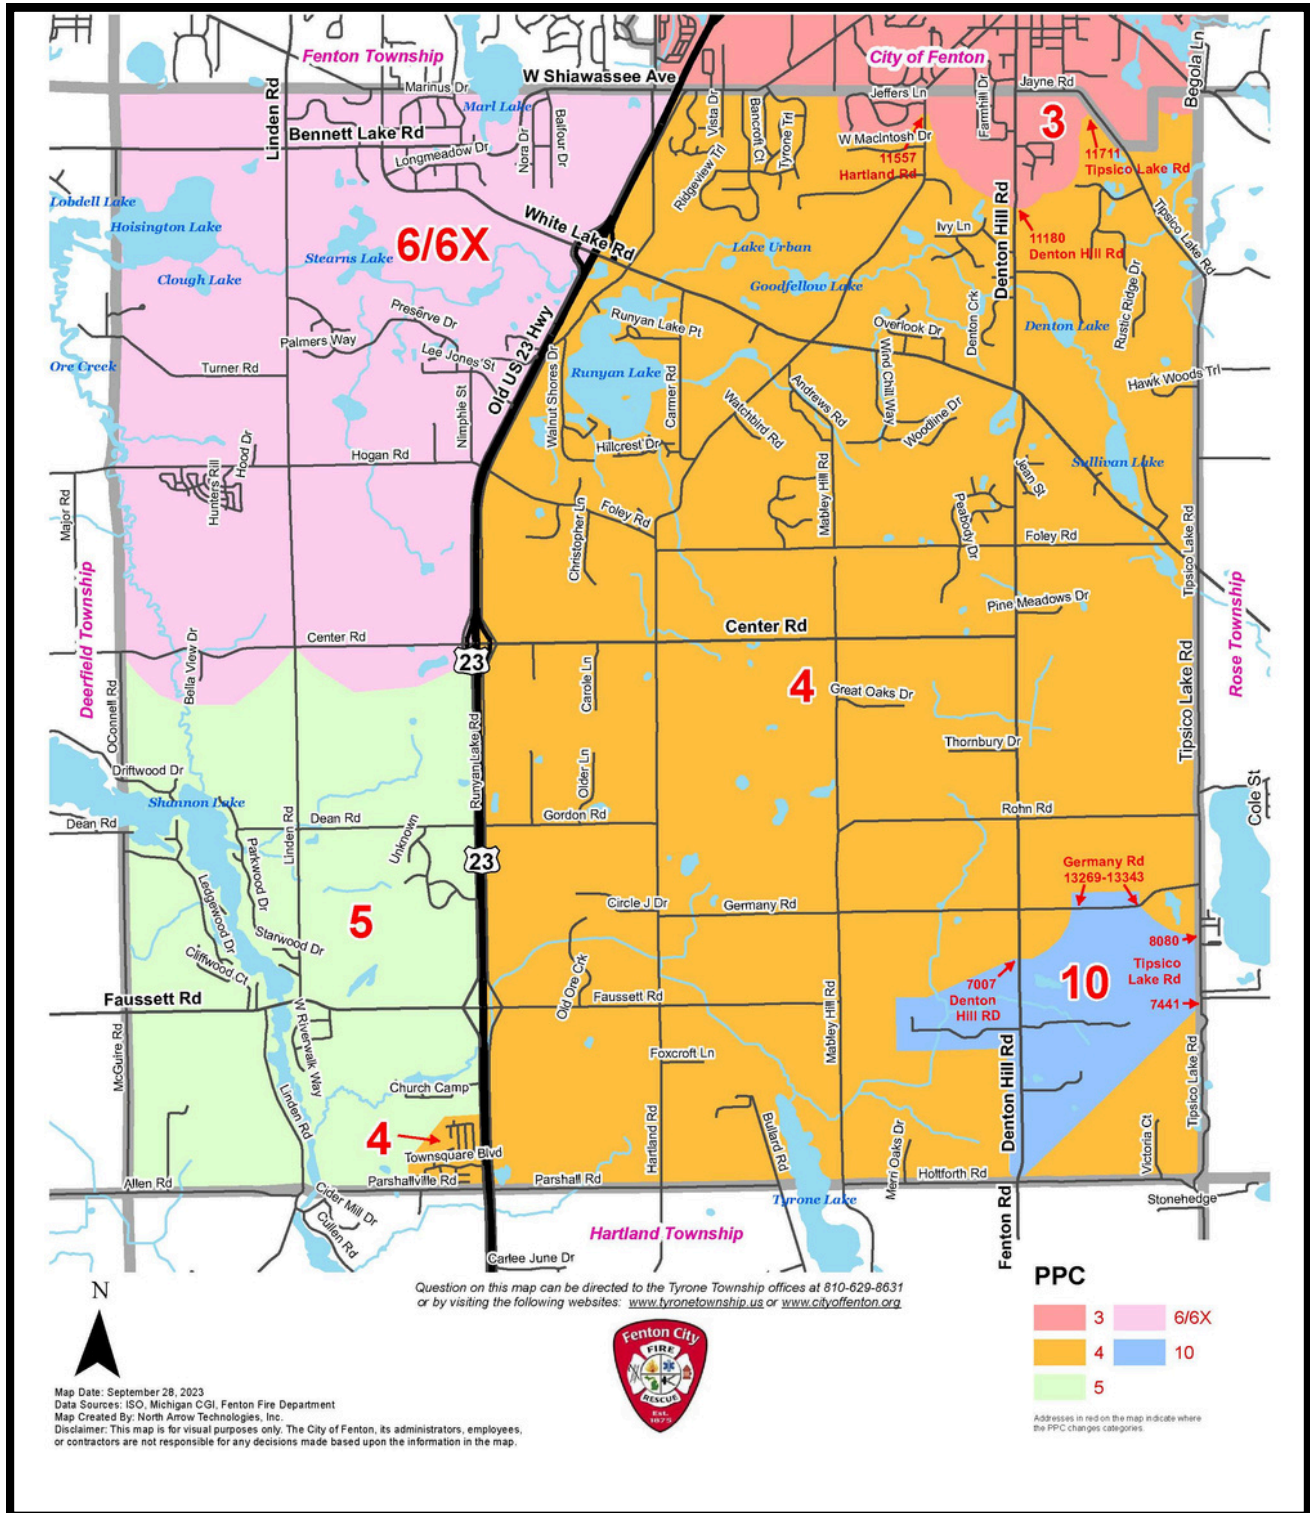 Fenton Township
City of Fenton
W Shiawassee Ave
Marinus Dr
Jeffers Ln
Jayne Rd
Begola Ln
Linden Rd
Marl Lake
Bennett Lake Rd
Longmeadow Dr
Nora Dr
Balfour Dr
Vista Dr
Bancroft Ct
Tyrone Trl
Ridgeview Trl
W MacIntosh Dr
Farmhill Dr
3
11557
Hartland Rd
11711
Tipsico Lake Rd
Lobdell Lake
Hoisington Lake
Clough Lake
Stearns Lake
6/6X
White Lake Rd
Lake Urban
Goodfellow Lake
Ivy Ln
Denton Hill Rd
11180
Denton Hill Rd
Tipsico Lake Rd
Rustic Ridge Dr
Denton Crk
Denton Lake
Overlook Dr
Wind Chill Way
Preserve Dr
Palmers Way
Lee Jones St
Old US 23 Hwy
Runyan Lake Pt
Runyan Lake
Walnut Shores Dr
Carmer Rd
Ore Creek
Turner Rd
Nimphie St
Hawk Woods Trl
Andrews Rd
Watchbird Rd
Woodline Dr
Hillcrest Dr
Hogan Rd
Hood Dr
Hunters Rill
Major Rd
Sullivan Lake
Jean St
Mabley Hill Rd
Peabody Dr
Christopher Ln
Foley Rd
Foley Rd
Tipsico Lake Rd
Deerfield Township
Rose Township
Pine Meadows Dr
Center Rd
Center Rd
23
Bella View Dr
OConnell Rd
Carole Ln
4
Great Oaks Dr
Tipsico Lake Rd
Thornbury Dr
Runyan Lake Rd
Driftwood Dr
Shannon Lake
Older Ln
Cole St
Dean Rd
Dean Rd
Linden Rd
Unknown
Gordon Rd
Rohn Rd
23
Parkwood Dr
Ledgewood Dr
Starwood Dr
Cliffwood Ct
5
Circle J Dr
Germany Rd
Germany Rd
13269-13343
8080
Tipsico
Lake Rd
7441
10
7007
Denton
Hill RD
Old Ore Crk
Faussett Rd
Faussett Rd
Mabley Hill Rd
McGuire Rd
W Riverwalk Way
Foxcroft Ln
Denton Hill Rd
Tipsico Lake Rd
Church Camp
Linden Rd
4
Townsquare Blvd
Hartland Rd
Bullard Rd
Merri Oaks Dr
Victoria Ct
Allen Rd
Parshallville Rd
Parshall Rd
Holtforth Rd
Cider Mill Dr
Cullen Rd
Tyrone Lake
Stonehedge
Fenton Rd
Hartland Township
Carlee June Dr
N
Question on this map can be directed to the Tyrone Township offices at 810-629-8631
or by visiting the following websites: www.tyronetownship.us or www.cityoffenton.org
Fenton City
FIRE
RESCUE
Est.
1875
PPC
3
6/6X
4
10
5
Addresses in red on the map indicate where
the PPC changes categories.
Map Date: September 28, 2023
Data Sources: ISO, Michigan CGI, Fenton Fire Department
Map Created By: North Arrow Technologies, Inc.
Disclaimer: This map is for visual purposes only. The City of Fenton, its administrators, employees,
or contractors are not responsible for any decisions made based upon the information in the map.